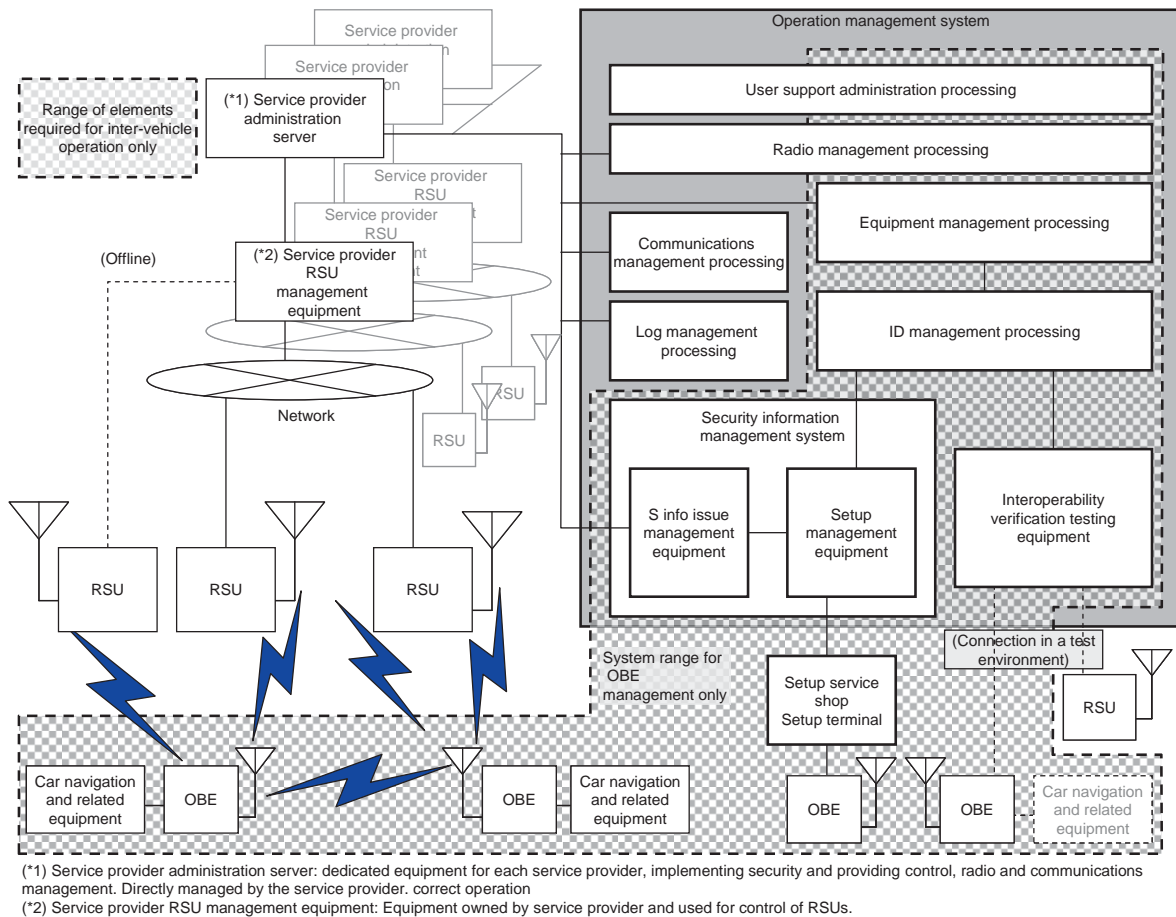 Operation management system
Service provider
Service provider
(*1) Service provider
administration
server
Range of elements
required for inter-vehicle
operation only
User support administration processing
Radio management processing
Service provider
RSU
Equipment management processing
Service provider
RSU
Communications
management processing
(Offline)
(*2) Service provider
RSU
management
equipment
ID management processing
Log management
processing
Network
RSU
RSU
Security information
management system
S info issue
management
equipment
Setup
management
equipment
Interoperability
verification testing
equipment
RSU
RSU
RSU
(Connection in a test
environment)
System range for
OBE
management only
Setup service
shop
Setup terminal
RSU
Car navigation
and related
equipment
OBE
OBE
Car navigation
and related
equipment
OBE
OBE
Car navigation
and related
equipment
(*1) Service provider administration server: dedicated equipment for each service provider, implementing security and providing control, radio and communications
management. Directly managed by the service provider. correct operation
(*2) Service provider RSU management equipment: Equipment owned by service provider and used for control of RSUs.